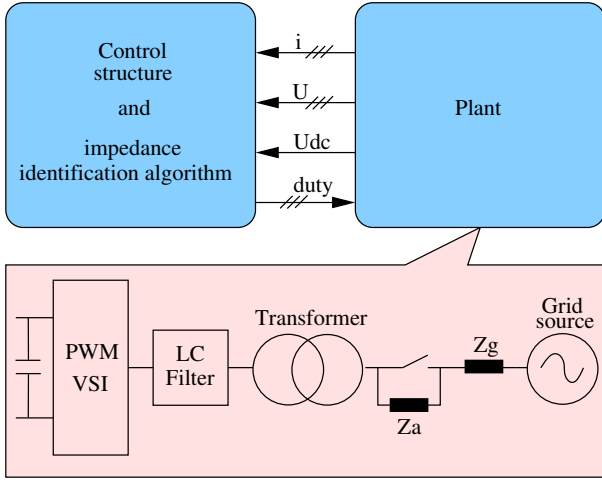 Control
structure
and
impedance
identification algorithm
i
U
Udc
duty
Plant
PWM
VSI
LC
Filter
Transformer
Za
Zg
Grid
source